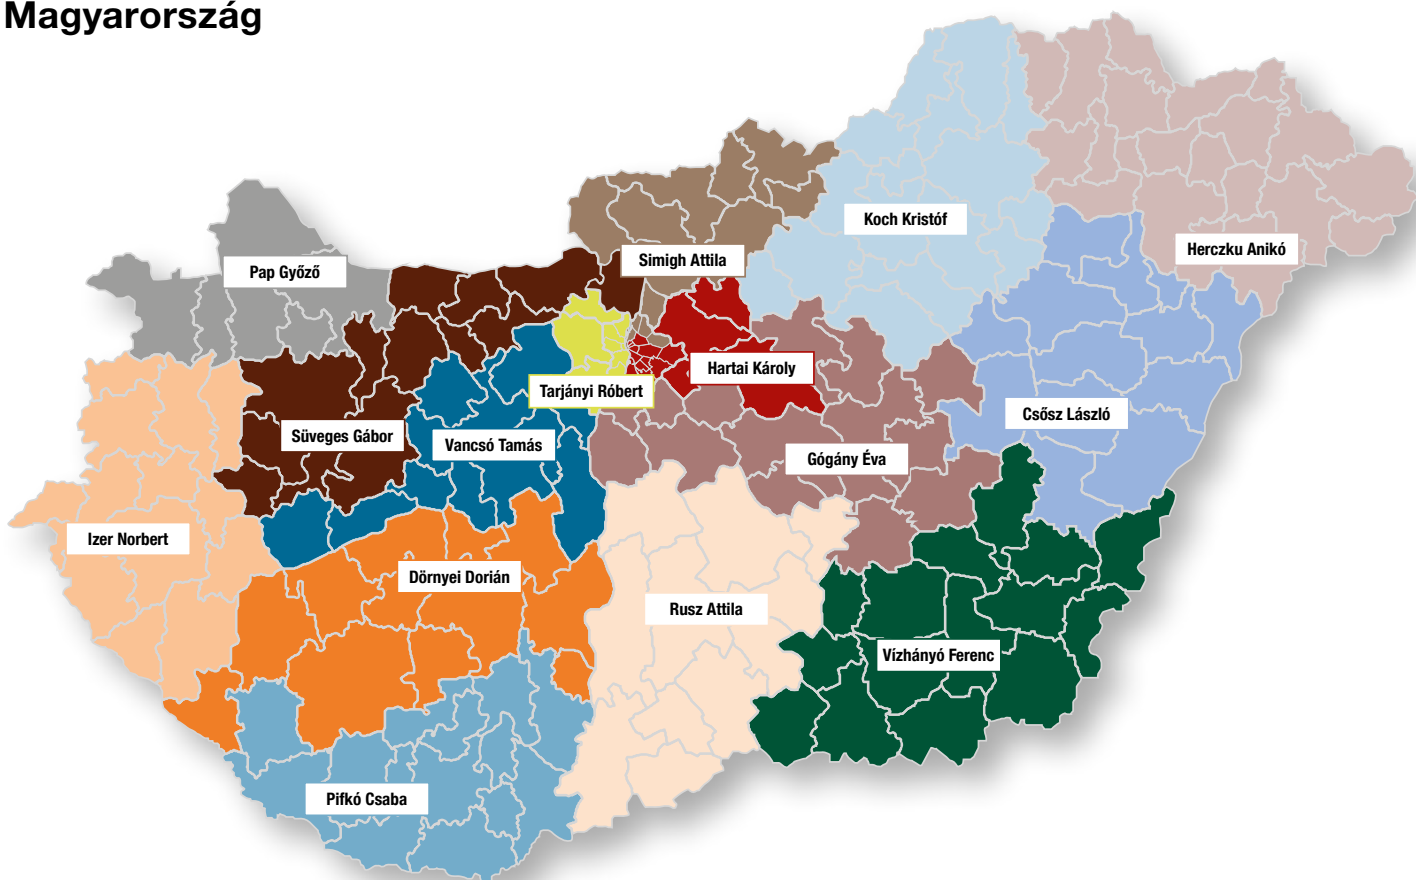 Magyarország
Koch Kristóf
Herczku Anikó
Simigh Attila
Pap Győző
Hartai Károly
Tarjányi Róbert
Csősz László
Süveges Gábor
Vancsó Tamás
Gógány Éva
Izer Norbert
Dörnyei Dorián
Rusz Attila
Vízhányó Ferenc
Pifkó Csaba